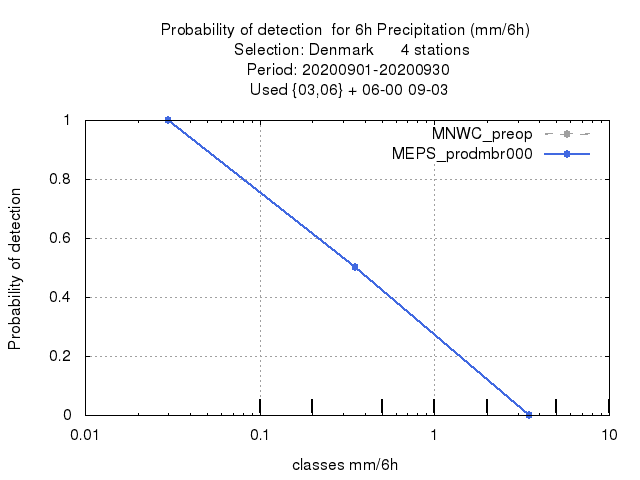 Probability of detection  for 6h Precipitation (mm/6h)
Selection: Denmark      4 stations
Period: 20200901-20200930
Used {03,06} + 06-00 09-03
MNWC_preop
MEPS_prodmbr000
Probability of detection
1
0.8
0.6
0.4
0.2
0
0.01 0.1 1 10
classes mm/6h